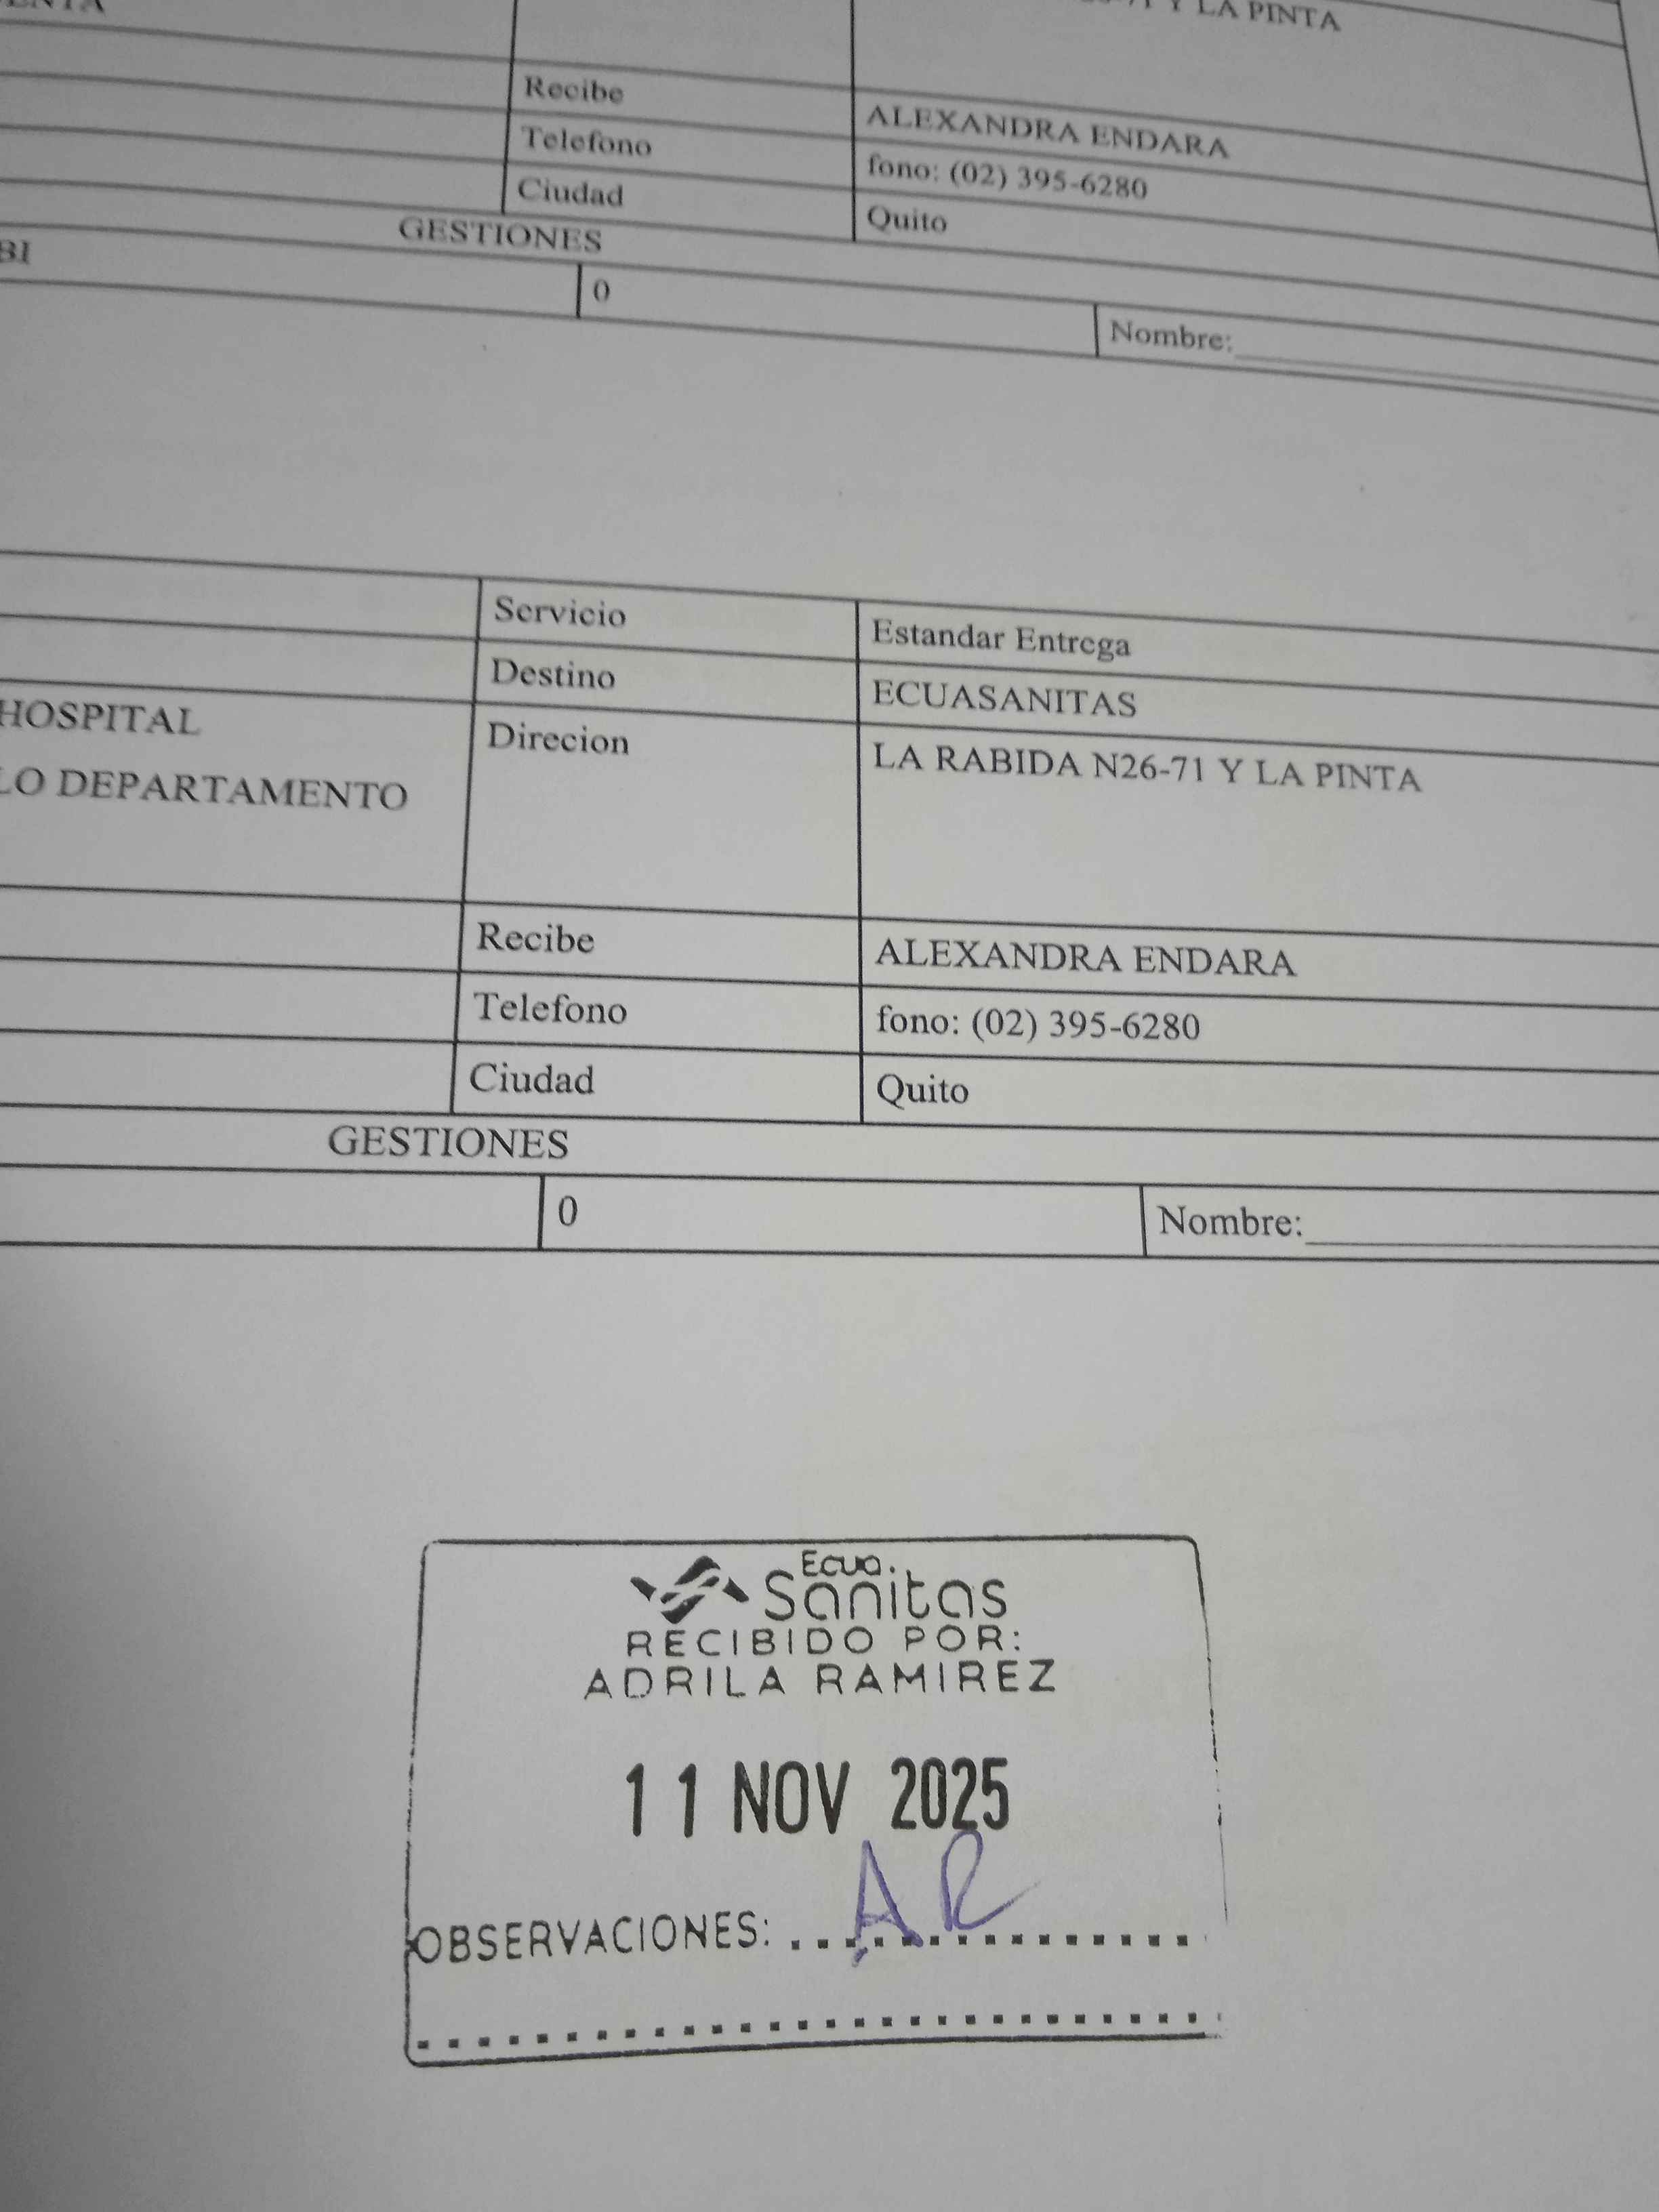 Y LA PINTA
Recibe ALEXANDRA ENDARA
Telefono fono: (02) 395-6280
Ciudad Quito
GESTIONES
BI 0 Nombre:
Servicio Estandar Entrega
Destino ECUASANITAS
HOSPITAL Direcion LA RABIDA N26-71 Y LA PINTA
LO DEPARTAMENTO
Recibe ALEXANDRA ENDARA
Telefono fono: (02) 395-6280
Ciudad Quito
GESTIONES
0 Nombre:
Ecua.
Sanitas
RECIBIDO POR:
ADRILA RAMIREZ
11 NOV 2025
AR
OBSERVACIONES: